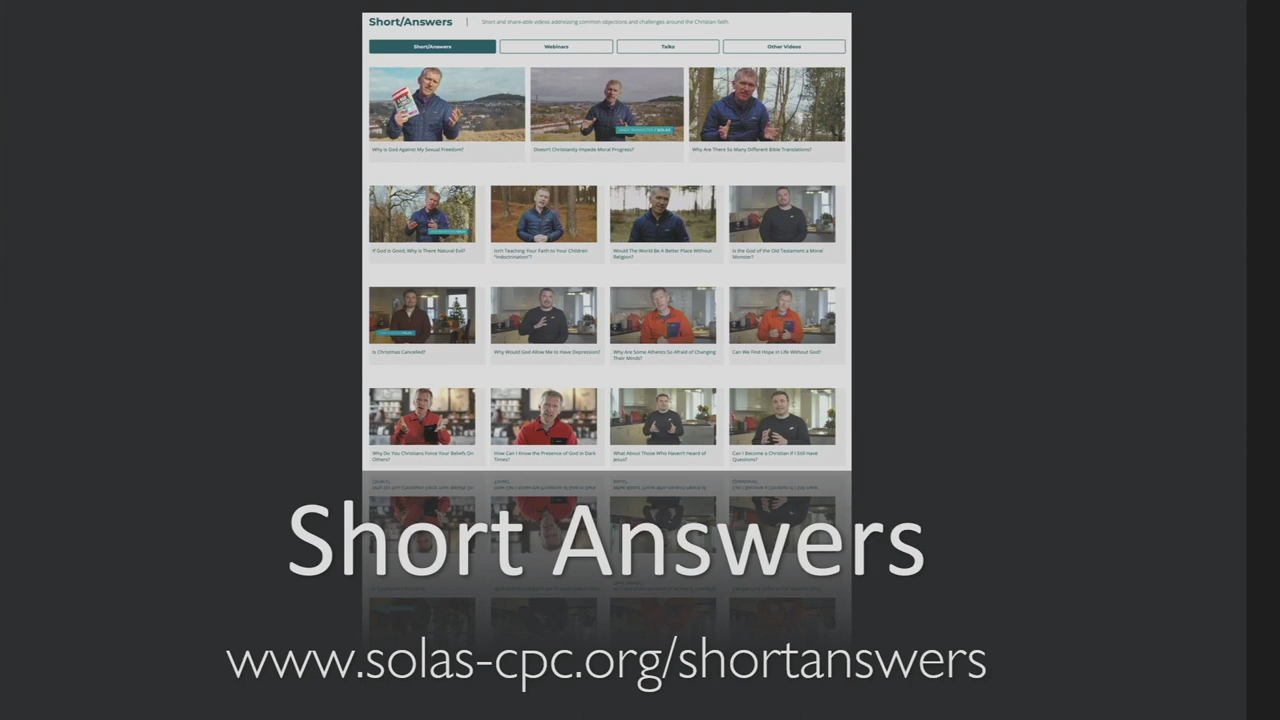 Short/Answers
Short and share-able videos addressing common objections and challenges around the Christian faith.
Short/Answers
Webinars
Talks
Other Videos
Why is God Against My Sexual Freedom?
Doesn't Christianity Impede Moral Progress?
Why Are There So Many Different Bible Translations?
If God is Good, Why is There Natural Evil?
Isn't Teaching Your Faith to Your Children
"Indoctrination"?
Would The World Be A Better Place Without
Religion?
Is the God of the Old Testament a Moral
Monster?
Is Christmas Cancelled?
Why Would God Allow Me to Have Depression?
Why Are Some Atheists So Afraid of Changing
Their Minds?
Can We Find Hope in Life Without God?
Why Do You Christians Force Your Beliefs On
Others?
How Can I Know the Presence of God in Dark
Times?
What About Those Who Haven't Heard of
Jesus?
Can I Become a Christian if I Still Have
Questions?
Short Answers
www.solas-cpc.org/shortanswers